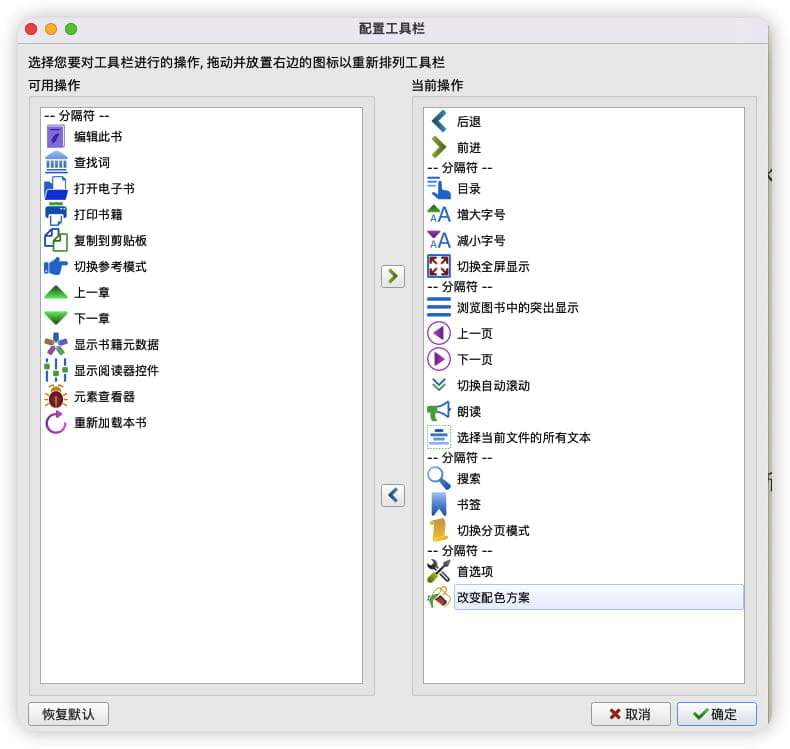 配置工具栏
选择您要对工具栏进行的操作, 拖动并放置右边的图标以重新排列工具栏
可用操作
-- 分隔符 --
编辑此书
查找词
打开电子书
打印书籍
复制到剪贴板
切换参考模式
上一章
下一章
显示书籍元数据
显示阅读器控件
元素查看器
重新加载本书
当前操作
后退
前进
-- 分隔符 --
目录
增大字号
减小字号
切换全屏显示
-- 分隔符 --
浏览图书中的突出显示
上一页
下一页
切换自动滚动
朗读
选择当前文件的所有文本
-- 分隔符 --
搜索
书签
切换分页模式
-- 分隔符 --
首选项
改变配色方案
恢复默认
取消
确定